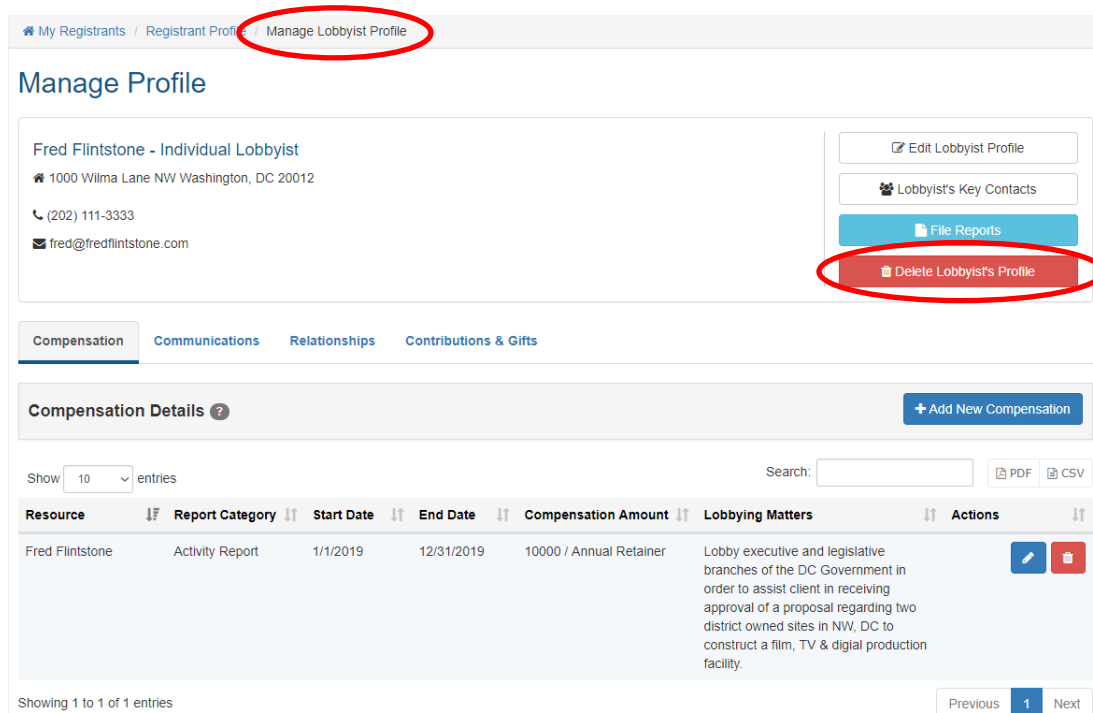 My Registrants / Registrant Profile / Manage Lobbyist Profile
Manage Profile
Fred Flintstone - Individual Lobbyist
1000 Wilma Lane NW Washington, DC 20012
(202) 111-3333
fred@fredflintstone.com
Edit Lobbyist Profile
Lobbyist's Key Contacts
File Reports
Delete Lobbyist's Profile
Compensation Communications Relationships Contributions & Gifts
Compensation Details ?
+ Add New Compensation
Show 10 entries
Search:
PDF CSV
Resource Report Category Start Date End Date Compensation Amount Lobbying Matters Actions
Fred Flintstone Activity Report 1/1/2019 12/31/2019 10000 / Annual Retainer Lobby executive and legislative
branches of the DC Government in
order to assist client in receiving
approval of a proposal regarding two
district owned sites in NW, DC to
construct a film, TV & digial production
facility.
Showing 1 to 1 of 1 entries
Previous 1 Next